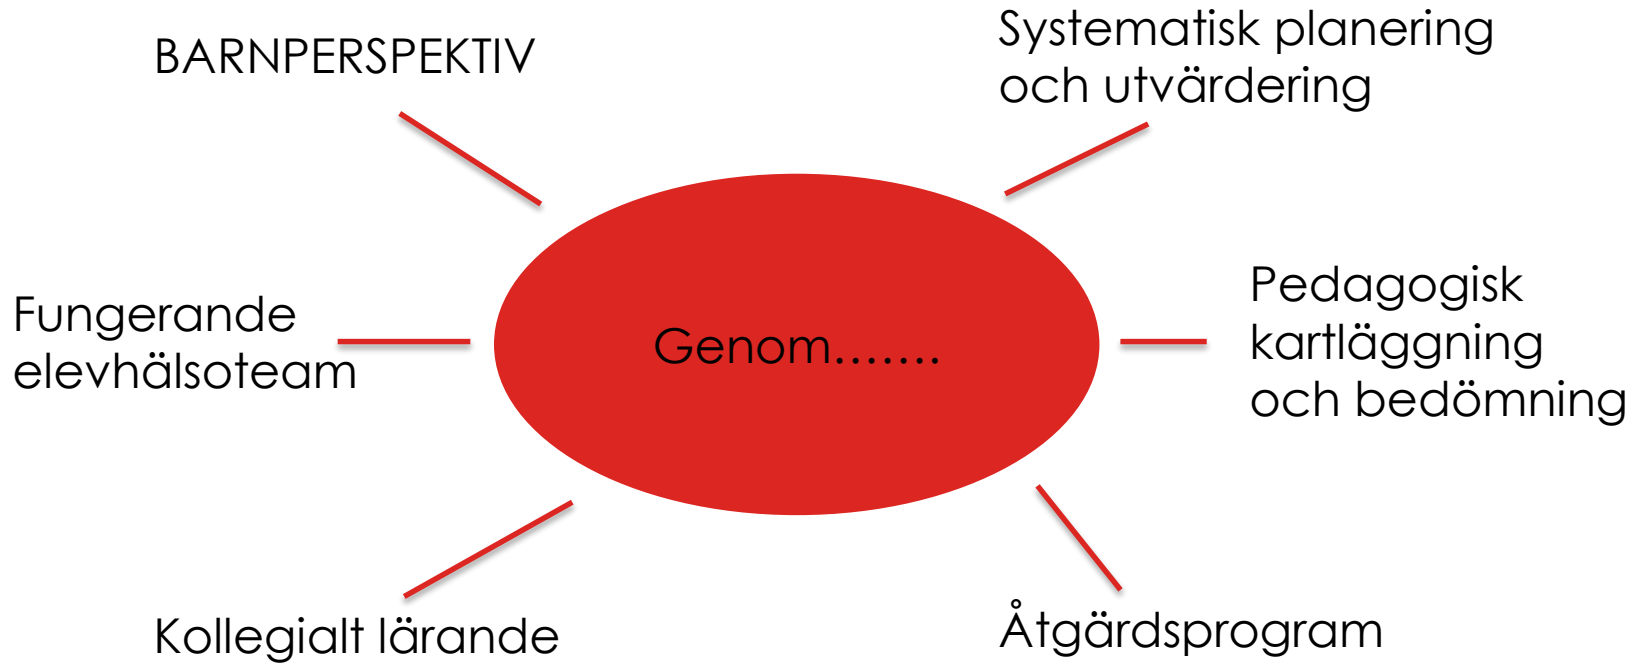 BARNPERSPEKTIV
Systematisk planering
och utvärdering
Fungerande
elevhälsoteam
Genom.......
Pedagogisk
kartläggning
och bedömning
Kollegialt lärande
Åtgärdsprogram